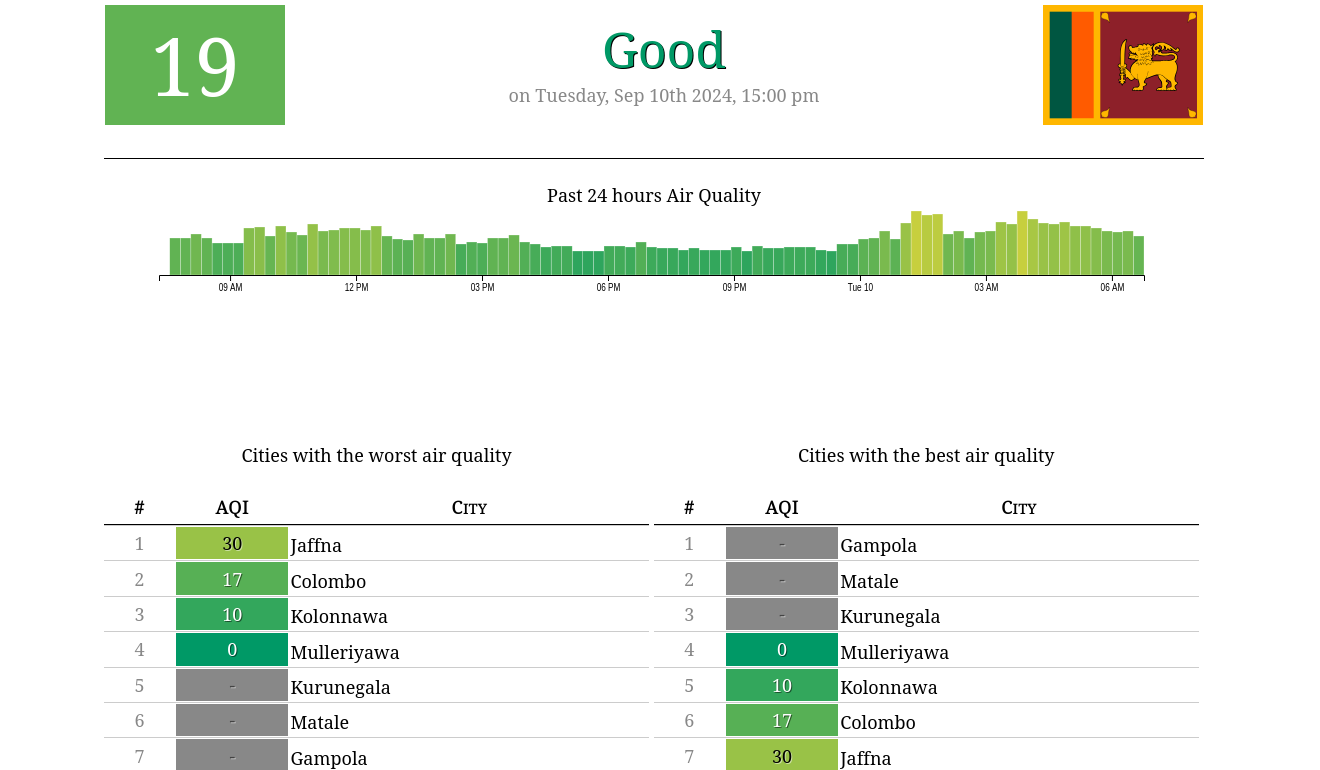 19
Good
on Tuesday, Sep 10th 2024, 15:00 pm
Past 24 hours Air Quality
09 AM 12 PM 03 PM 06 PM 09 PM Tue 10 03 AM 06 AM
Cities with the worst air quality
# AQI City
1 30 Jaffna
2 17 Colombo
3 10 Kolonnawa
4 0 Mulleriyawa
5 - Kurunegala
6 - Matale
7 - Gampola
Cities with the best air quality
# AQI City
1 - Gampola
2 - Matale
3 - Kurunegala
4 0 Mulleriyawa
5 10 Kolonnawa
6 17 Colombo
7 30 Jaffna